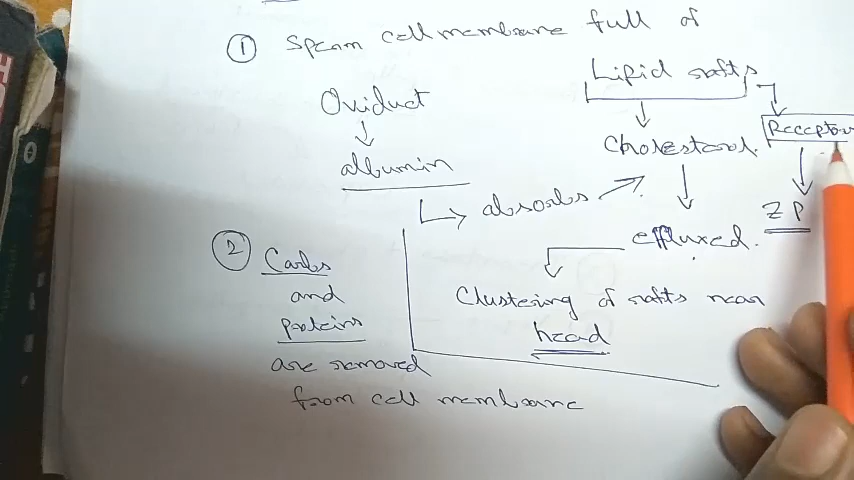 ① Sperm cell membrane full of
Lipid rafts
Oviduct
Receptor
albumin
Cholesterol.
absorbs
ZP
effluxed.
② Carbs
and
proteins
are removed
from cell membrane
Clustering of rafts near
head